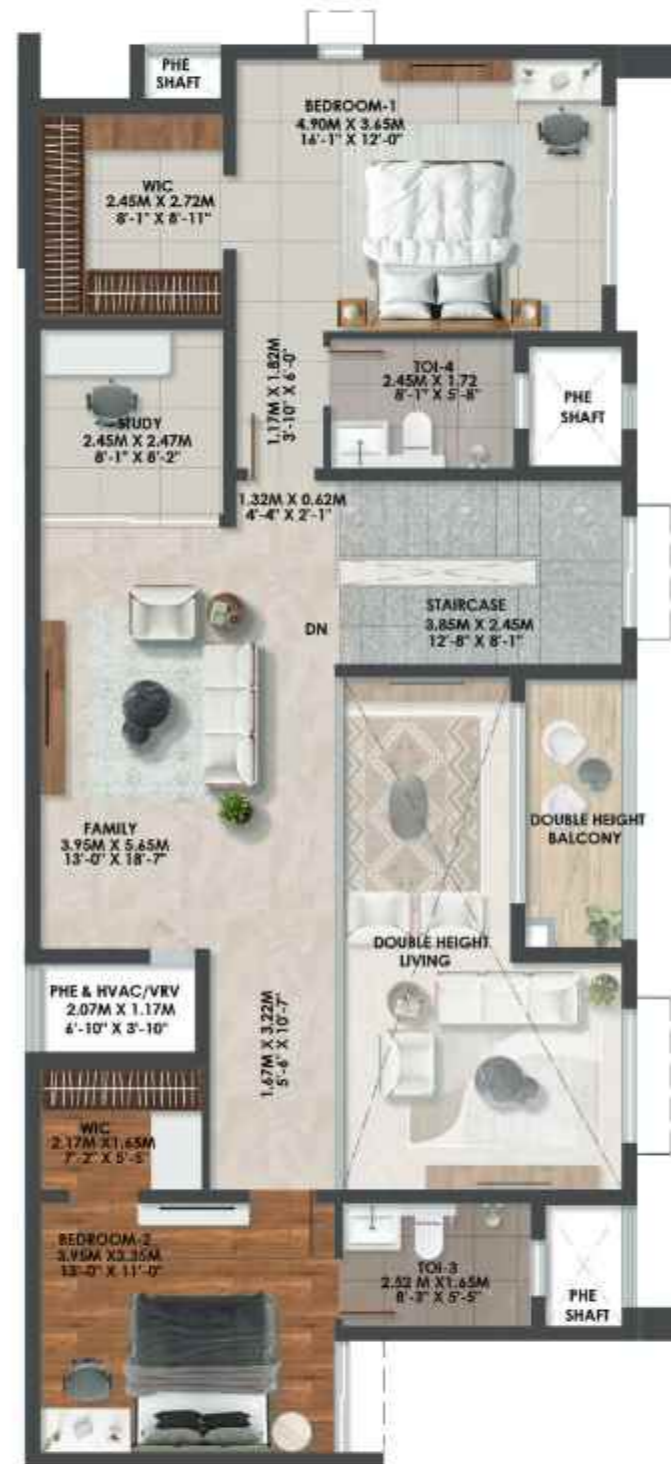 PHE
SHAFT
BEDROOM-1
4.90M X 3.65M
16'-1" X 12'-0"
WIC
2.45M X 2.72M
8'-1" X 8'-11"
TOI-4
2.45M X 1.72
8'-1" X 5'-8"
PHE
SHAFT
1.17M X 1.82M
3'-10" X 6'-0"
STUDY
2.45M X 2.47M
8'-1" X 8'-2"
1.32M X 0.62M
4'-4" X 2'-1"
STAIRCASE
3.85M X 2.45M
12'-8" X 8'-1"
DN
FAMILY
3.95M X 5.65M
13'-0" X 18'-7"
DOUBLE HEIGHT
BALCONY
DOUBLE HEIGHT
LIVING
PHE & HVAC/VRV
2.07M X 1.17M
6'-10" X 3'-10"
1.67M X 3.22M
5'-6" X 10'-7"
WIC
2.17M X1.65M
7'-2" X 5'-5"
BEDROOM-2
3.95M X3.35M
13'-0" X 11'-0"
TOI-3
2.52 M X1.65M
8'-3" X 5'-5"
PHE
SHAFT